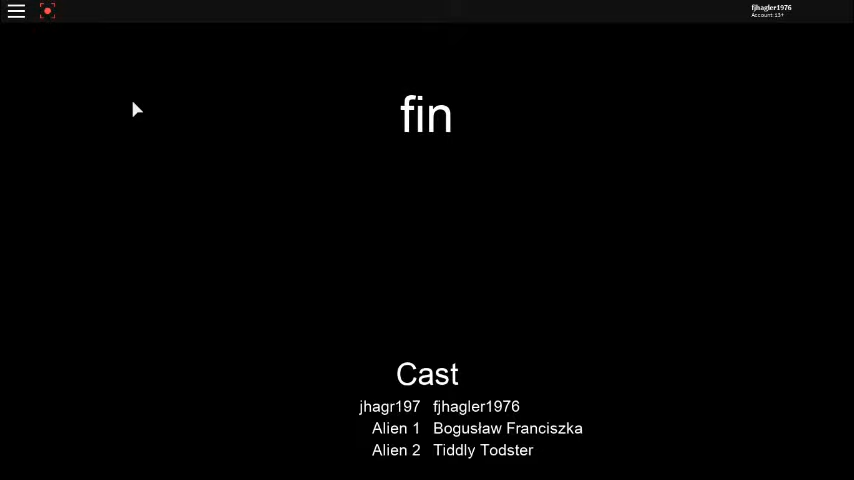 fjhagler1976
Account: 13+
fin
Cast
jhagr197 fjhagler1976
Alien 1 Bogusław Franciszka
Alien 2 Tiddly Todster